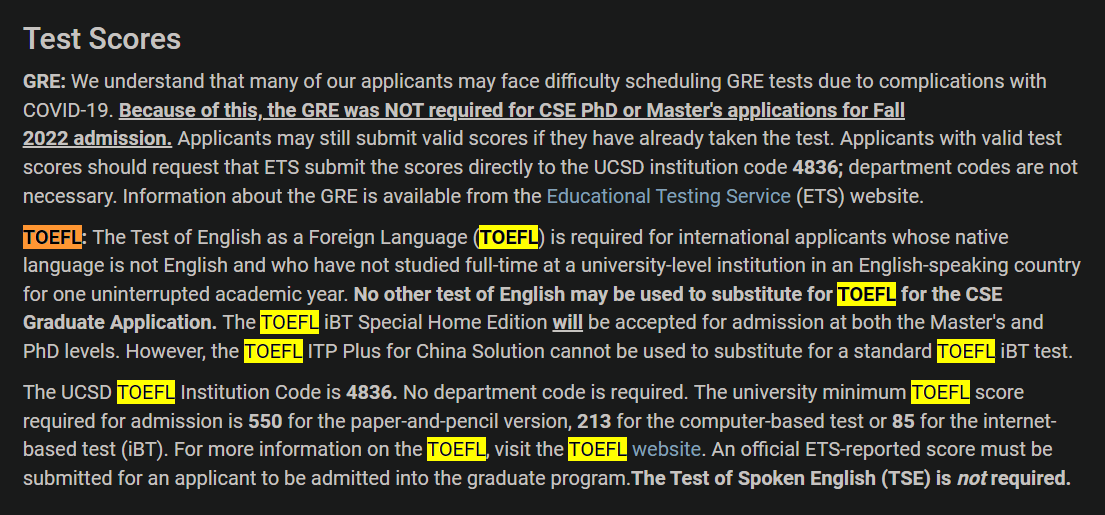 Test Scores
GRE: We understand that many of our applicants may face difficulty scheduling GRE tests due to complications with
COVID-19. Because of this, the GRE was NOT required for CSE PhD or Master's applications for Fall
2022 admission. Applicants may still submit valid scores if they have already taken the test. Applicants with valid test
scores should request that ETS submit the scores directly to the UCSD institution code 4836; department codes are not
necessary. Information about the GRE is available from the Educational Testing Service (ETS) website.
TOEFL: The Test of English as a Foreign Language (TOEFL) is required for international applicants whose native
language is not English and who have not studied full-time at a university-level institution in an English-speaking country
for one uninterrupted academic year. No other test of English may be used to substitute for TOEFL for the CSE
Graduate Application. The TOEFL iBT Special Home Edition will be accepted for admission at both the Master's and
PhD levels. However, the TOEFL ITP Plus for China Solution cannot be used to substitute for a standard TOEFL iBT test.
The UCSD TOEFL Institution Code is 4836. No department code is required. The university minimum TOEFL score
required for admission is 550 for the paper-and-pencil version, 213 for the computer-based test or 85 for the internet-
based test (iBT). For more information on the TOEFL, visit the TOEFL website. An official ETS-reported score must be
submitted for an applicant to be admitted into the graduate program.The Test of Spoken English (TSE) is not required.